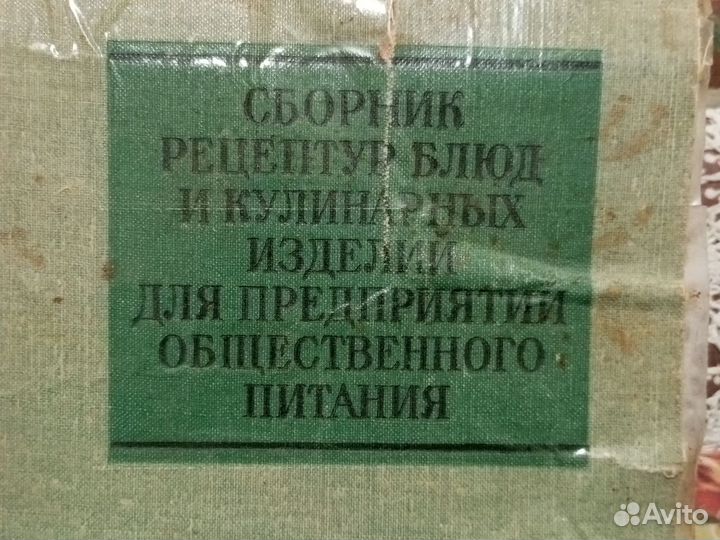 СБОРНИК
РЕЦЕПТУР БЛЮД
И КУЛИНАРНЫХ
ИЗДЕЛИЙ
ДЛЯ ПРЕДПРИЯТИЙ
ОБЩЕСТВЕННОГО
ПИТАНИЯ
Avito